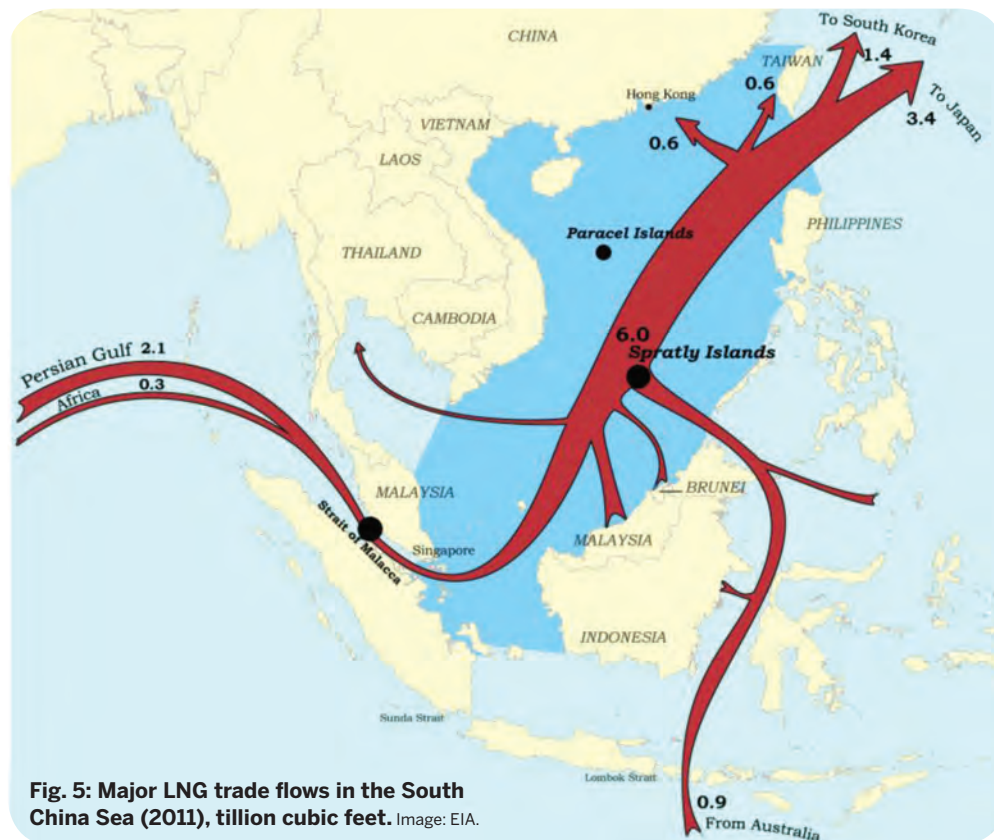 To South Korea
CHINA
1.4
TAIWAN
0.6
Hong Kong
To Japan
3.4
VIETNAM
0.6
LAOS
PHILIPPINES
Paracel Islands
THAILAND
CAMBODIA
6.0
Spratly Islands
Persian Gulf 2.1
Africa
0.3
MALAYSIA
BRUNEI
Strait of Malacca
Singapore
MALAYSIA
INDONESIA
Sunda Strait
Lombok Strait
0.9
From Australia
Fig. 5: Major LNG trade flows in the South
China Sea (2011), tillion cubic feet. Image: EIA.